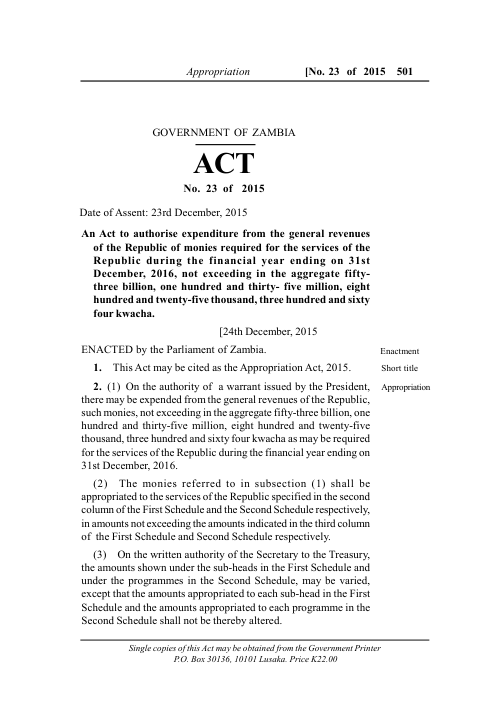 Appropriation [No. 23 of 2015 501
GOVERNMENT OF ZAMBIA
ACT
No. 23 of 2015
Date of Assent: 23rd December, 2015
An Act to authorise expenditure from the general revenues
of the Republic of monies required for the services of the
Republic during the financial year ending on 31st
December, 2016, not exceeding in the aggregate fifty-
three billion, one hundred and thirty- five million, eight
hundred and twenty-five thousand, three hundred and sixty
four kwacha.
[24th December, 2015
ENACTED by the Parliament of Zambia. Enactment
1. This Act may be cited as the Appropriation Act, 2015. Short title
2. (1) On the authority of a warrant issued by the President, Appropriation
there may be expended from the general revenues of the Republic,
such monies, not exceeding in the aggregate fifty-three billion, one
hundred and thirty-five million, eight hundred and twenty-five
thousand, three hundred and sixty four kwacha as may be required
for the services of the Republic during the financial year ending on
31st December, 2016.
(2) The monies referred to in subsection (1) shall be
appropriated to the services of the Republic specified in the second
column of the First Schedule and the Second Schedule respectively,
in amounts not exceeding the amounts indicated in the third column
of the First Schedule and Second Schedule respectively.
(3) On the written authority of the Secretary to the Treasury,
the amounts shown under the sub-heads in the First Schedule and
under the programmes in the Second Schedule, may be varied,
except that the amounts appropriated to each sub-head in the First
Schedule and the amounts appropriated to each programme in the
Second Schedule shall not be thereby altered.
Single copies of this Act may be obtained from the Government Printer
P.O. Box 30136, 10101 Lusaka. Price K22.00